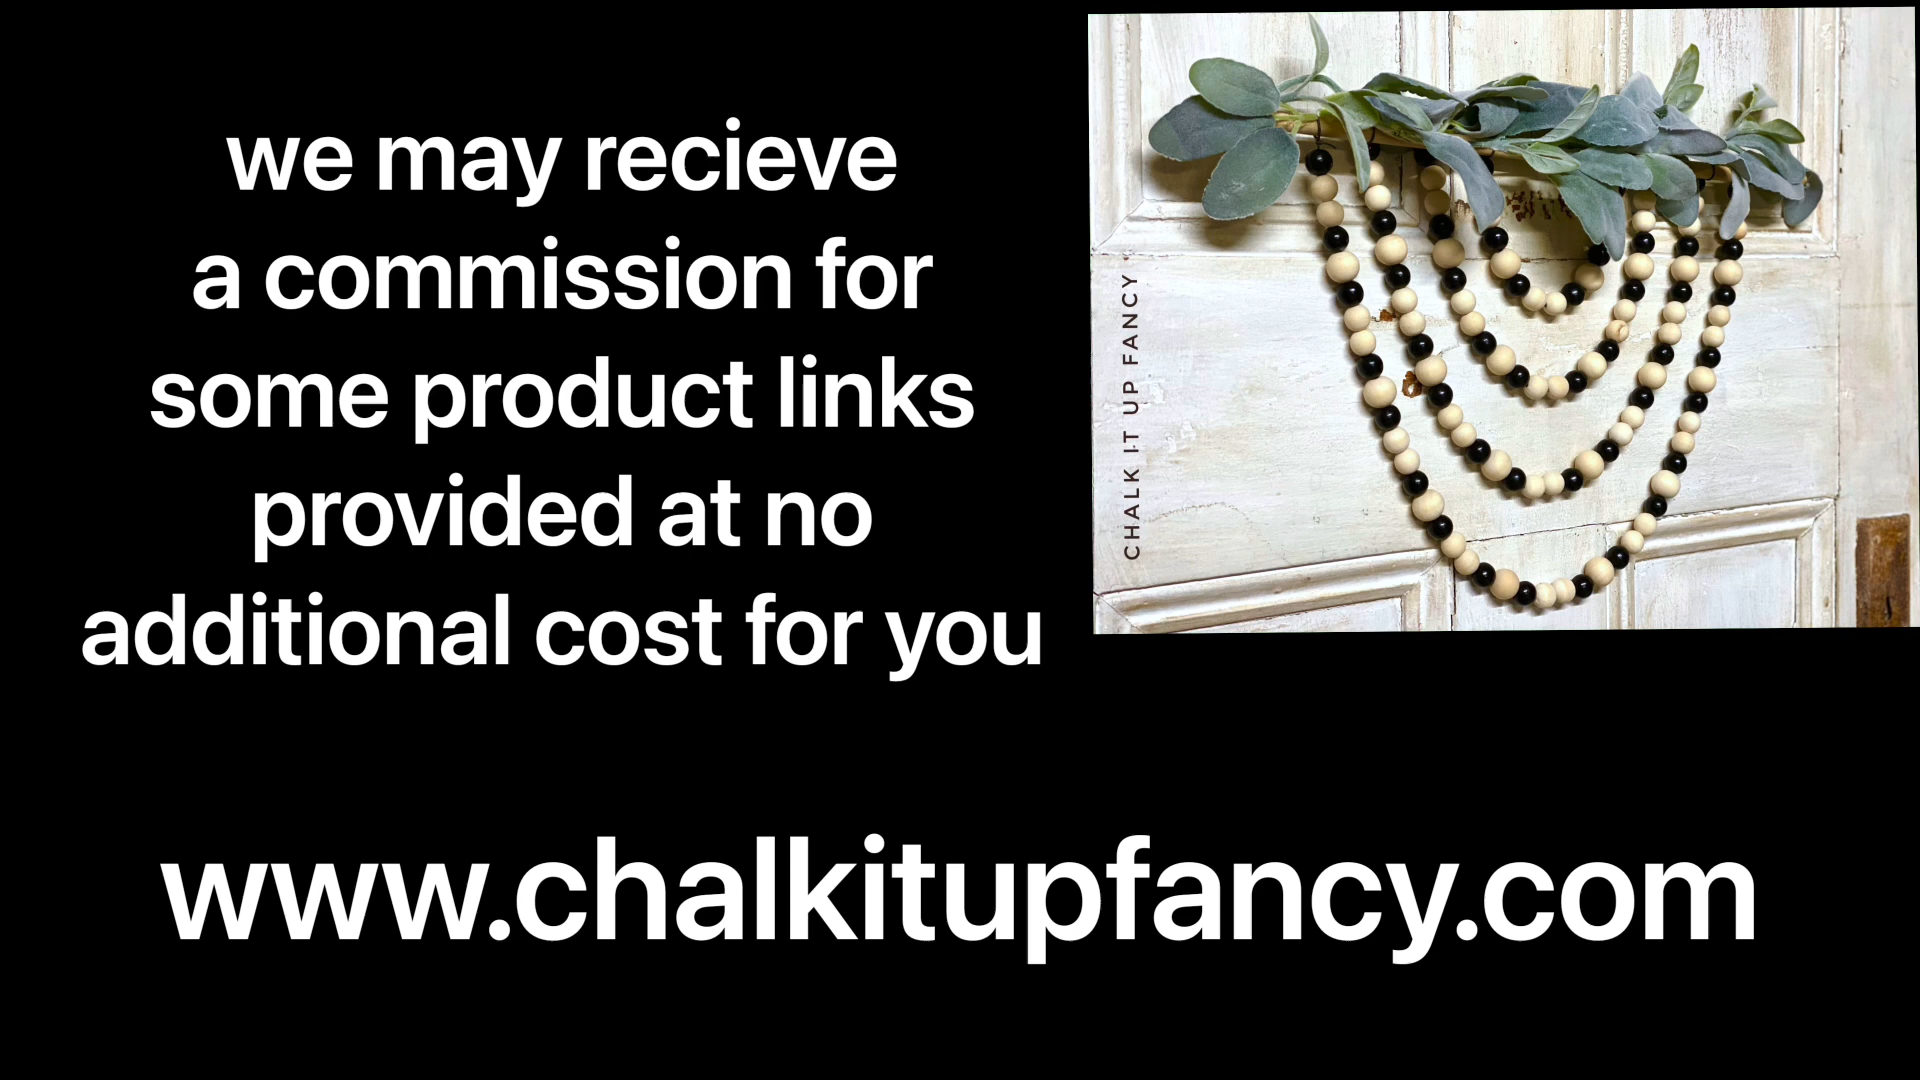 we may recieve
a commission for
some product links
provided at no
additional cost for you
CHALK IT UP FANCY
www.chalkitupfancy.com